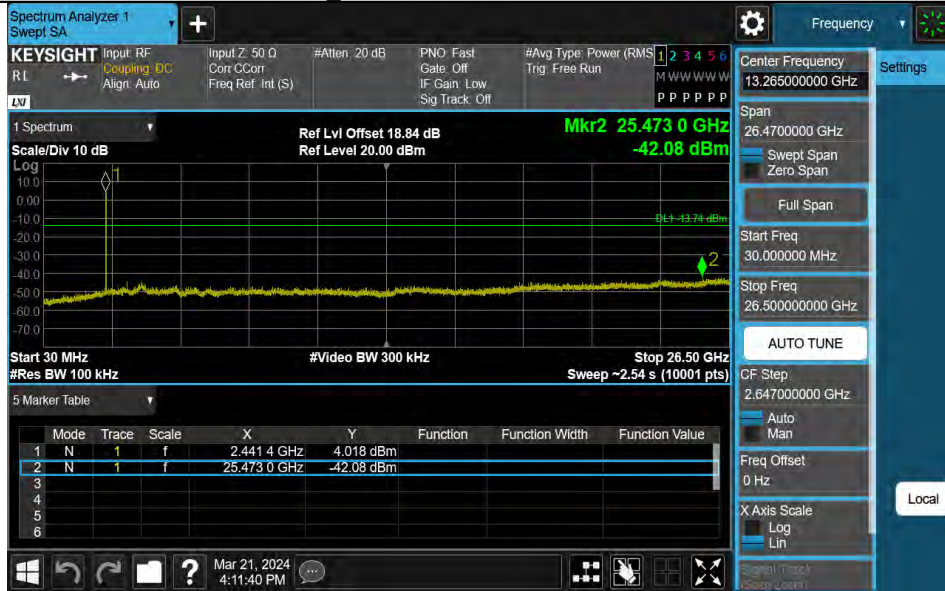 Spectrum Analyzer 1
Swept SA
+
Frequency
KEYSIGHT
Input: RF
Input Z: 50 Ω
#Atten: 20 dB
PNO: Fast
#Avg Type: Power (RMS
1 2 3 4 5 6
RL
Coupling: DC
Corr CCorr
Gate: Off
Trig: Free Run
M W W W W W
Align: Auto
Freq Ref: Int (S)
IF Gain: Low
Sig Track: Off
P P P P P P
LXI
Center Frequency
13.265000000 GHz
Settings
1 Spectrum
Ref Lvl Offset 18.84 dB
Mkr2 25.473 0 GHz
Scale/Div 10 dB
Ref Level 20.00 dBm
-42.08 dBm
Log
10.0
0.00
-10.0
-20.0
-30.0
-40.0
-50.0
-60.0
-70.0
1
DL1 -13.74 dBm
2
Start 30 MHz
#Video BW 300 kHz
Stop 26.50 GHz
#Res BW 100 kHz
Sweep ~2.54 s (10001 pts)
Span
26.4700000 GHz
Swept Span
Zero Span
Full Span
Start Freq
30.000000 MHz
Stop Freq
26.500000000 GHz
AUTO TUNE
CF Step
2.647000000 GHz
Auto
Man
Freq Offset
0 Hz
X Axis Scale
Log
Lin
Signal Track
(Span Zoom)
Local
5 Marker Table
Mode Trace Scale X Y Function Function Width Function Value
1 N 1 f 2.441 4 GHz 4.018 dBm
2 N 1 f 25.473 0 GHz -42.08 dBm
3
4
5
6
?
Mar 21, 2024
4:11:40 PM